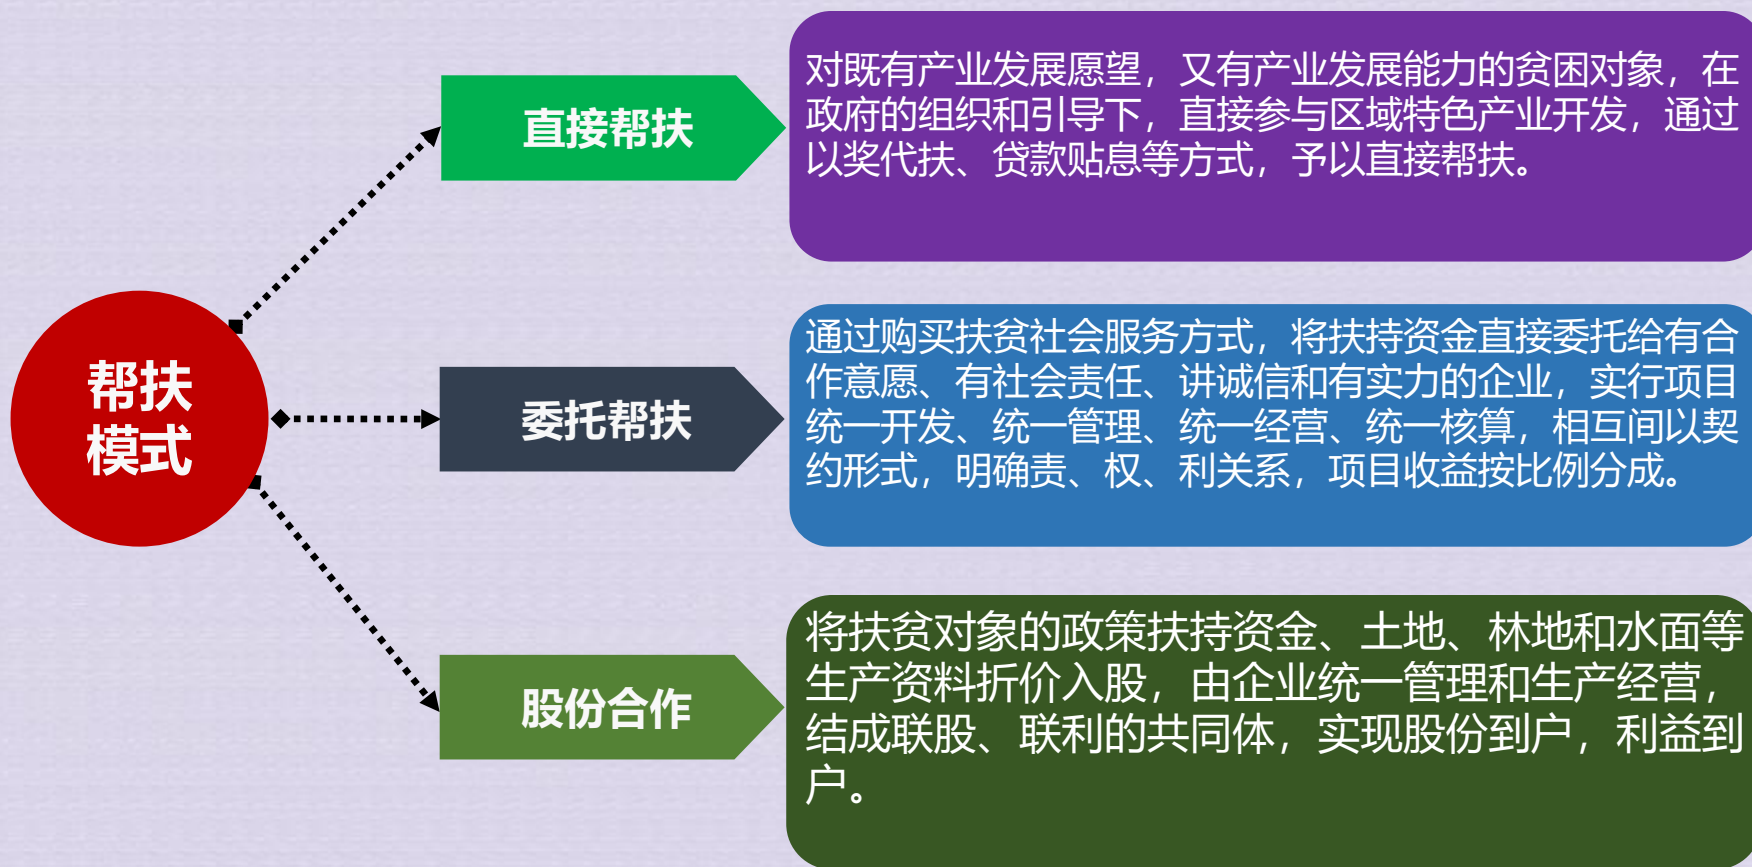 帮扶
模式
直接帮扶
对既有产业发展愿望，又有产业发展能力的贫困对象，在
政府的组织和引导下，直接参与区域特色产业开发，通过
以奖代扶、贷款贴息等方式，予以直接帮扶。
委托帮扶
通过购买扶贫社会服务方式，将扶持资金直接委托给有合
作意愿、有社会责任、讲诚信和有实力的企业，实行项目
统一开发、统一管理、统一经营、统一核算，相互间以契
约形式，明确责、权、利关系，项目收益按比例分成。
股份合作
将扶贫对象的政策扶持资金、土地、林地和水面等
生产资料折价入股，由企业统一管理和生产经营，
结成联股、联利的共同体，实现股份到户，利益到
户。